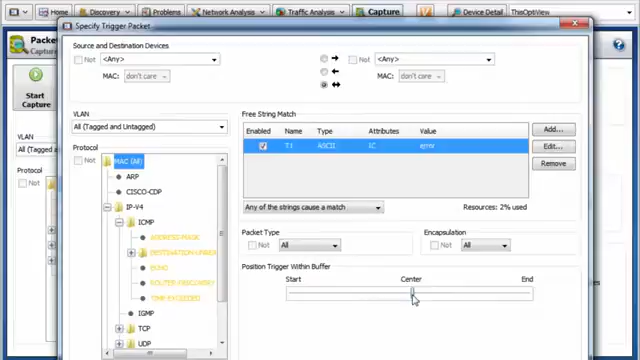 Home
Discovery
Problems
Network Analysis
Traffic Analysis
Capture
Device Detail
ThisOptiView
Specify Trigger Packet
Source and Destination Devices
Not
<Any>
Not
<Any>
MAC:
don't care
MAC:
don't care
Start
Capture
VLAN
All (Tagged and Untagged)
Protocol
Not
MAC (All)
ARP
CISCO-CDP
IP-V4
ICMP
ADDRESS-MASK
ECHO
ROUTER-DISCOVERY
TIME-EXCEEDED
IGMP
TCP
UDP
Free String Match
Enabled
Name
Type
Attributes
Value
T1
ASCII
IC
error
Add...
Edit...
Remove
Any of the strings cause a match
Resources: 2% used
Packet Type
Not
All
Encapsulation
Not
All
Position Trigger Within Buffer
Start
Center
End
VLAN
All (Tagged a
Protocol
Not